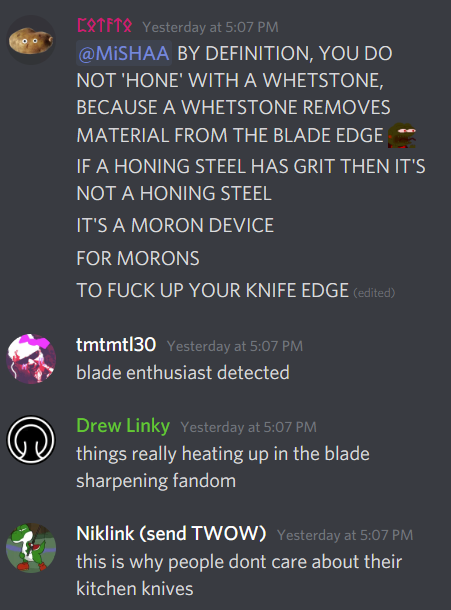 ᛈᛟᛏᚨᛏᛟ Yesterday at 5:07 PM
@MiSHAA BY DEFINITION, YOU DO
NOT 'HONE' WITH A WHETSTONE,
BECAUSE A WHETSTONE REMOVES
MATERIAL FROM THE BLADE EDGE
IF A HONING STEEL HAS GRIT THEN IT'S
NOT A HONING STEEL
IT'S A MORON DEVICE
FOR MORONS
TO FUCK UP YOUR KNIFE EDGE (edited)
tmtmtl30 Yesterday at 5:07 PM
blade enthusiast detected
Drew Linky Yesterday at 5:07 PM
things really heating up in the blade
sharpening fandom
Niklink (send TWOW) Yesterday at 5:07 PM
this is why people dont care about their
kitchen knives